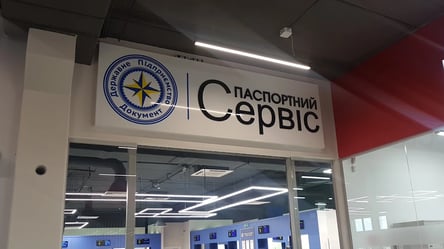 Державне Підприємство
Документ
ПАСПОРТНИЙ
Сервіс